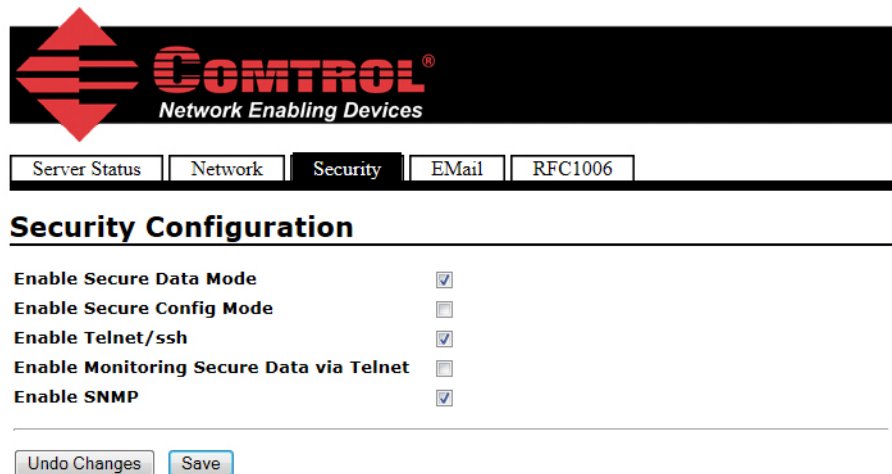 COMTROL®
Network Enabling Devices
Server Status Network Security EMail RFC1006
Security Configuration
Enable Secure Data Mode
Enable Secure Config Mode
Enable Telnet/ssh
Enable Monitoring Secure Data via Telnet
Enable SNMP
Undo Changes Save